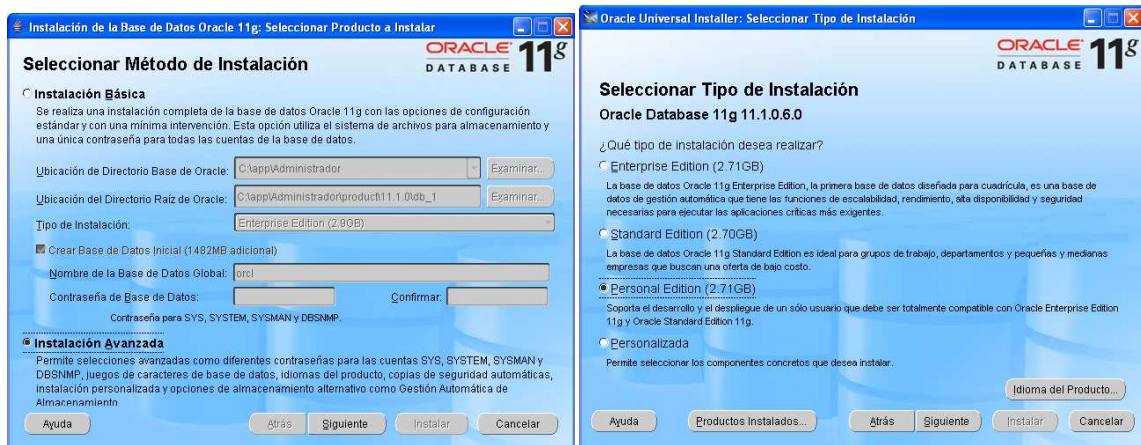 Instalación de la Base de Datos Oracle 11g: Seleccionar Producto a Instalar
Seleccionar Método de Instalación
ORACLE
DATABASE 11g
Instalación Básica
Se realiza una instalación completa de la base de datos Oracle 11g con las opciones de configuración
estándar y con una mínima intervención. Esta opción utiliza el sistema de archivos para almacenamiento y
una única contraseña para todas las cuentas de la base de datos.
Ubicación de Directorio Base de Oracle: C:\app\Administrador Examinar...
Ubicación del Directorio Raíz de Oracle: C:\app\Administrador\product\11.1.0\db_1 Examinar...
Tipo de Instalación: Enterprise Edition (2.9GB)
Crear Base de Datos Inicial (1482MB adicional)
Nombre de la Base de Datos Global: orcl
Contraseña de Base de Datos: Confirmar:
Contraseña para SYS, SYSTEM, SYSMAN y DBSNMP.
Instalación Avanzada
Permite selecciones avanzadas como diferentes contraseñas para las cuentas SYS, SYSTEM, SYSMAN y
DBSNMP, juegos de caracteres de base de datos, idiomas del producto, copias de seguridad automáticas,
instalación personalizada y opciones de almacenamiento alternativo como Gestión Automática de
Almacenamiento
Ayuda Atrás Siguiente Instalar Cancelar
Oracle Universal Installer: Seleccionar Tipo de Instalación
ORACLE
DATABASE 11g
Seleccionar Tipo de Instalación
Oracle Database 11g 11.1.0.6.0
¿Qué tipo de instalación desea realizar?
Enterprise Edition (2.71GB)
La base de datos Oracle 11g Enterprise Edition, la primera base de datos diseñada para cuadrícula, es una base de
datos de gestión automática que tiene las funciones de escalabilidad, rendimiento, alta disponibilidad y seguridad
necesarias para ejecutar las aplicaciones críticas más exigentes.
Standard Edition (2.70GB)
La base de datos Oracle 11g Standard Edition es ideal para grupos de trabajo, departamentos y pequeñas y medianas
empresas que buscan una oferta de bajo costo.
Personal Edition (2.71GB)
Soporta el desarrollo y el despliegue de un sólo usuario que debe ser totalmente compatible con Oracle Enterprise Edition
11g y Oracle Standard Edition 11g.
Personalizada
Permite seleccionar los componentes concretos que desea instalar.
Idioma del Producto...
Ayuda Productos Instalados... Atrás Siguiente Instalar Cancelar